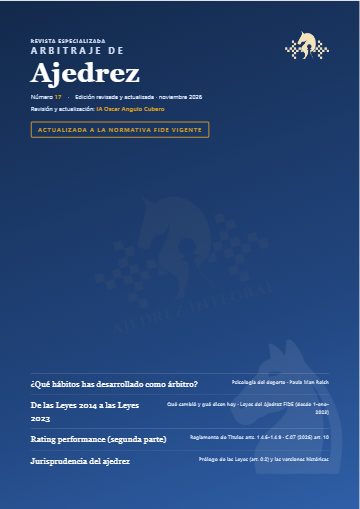 REVISTA ESPECIALIZADA
ARBITRAJE DE
Ajedrez
Número 17 · Edición revisada y actualizada · noviembre 2026
Revisión y actualización: IA Oscar Angulo Cubero
ACTUALIZADA A LA NORMATIVA FIDE VIGENTE
AJEDREZ INTEGRAL
¿Qué hábitos has desarrollado como árbitro? Psicología del deporte · Paula Irian Reich
De las Leyes 2014 a las Leyes 2023 Qué cambió y qué dicen hoy · Leyes del Ajedrez FIDE (desde 1-ene-2023)
Rating performance (segunda parte) Reglamento de Títulos arts. 1.4.6–1.4.9 · C.07 (2026) art. 10
Jurisprudencia del ajedrez Prólogo de las Leyes (art. 0.2) y las versiones históricas